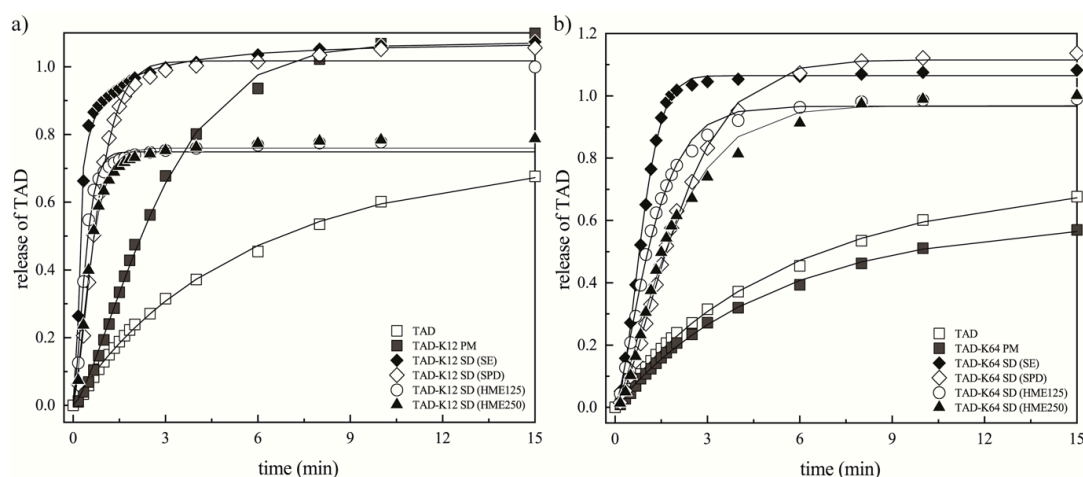 a)
release of TAD
1.0
0.8
0.6
0.4
0.2
0.0
TAD
TAD-K12 PM
TAD-K12 SD (SE)
TAD-K12 SD (SPD)
TAD-K12 SD (HME125)
TAD-K12 SD (HME250)
0 3 6 9 12 15
time (min)
b)
release of TAD
1.2
1.0
0.8
0.6
0.4
0.2
0.0
TAD
TAD-K64 PM
TAD-K64 SD (SE)
TAD-K64 SD (SPD)
TAD-K64 SD (HME125)
TAD-K64 SD (HME250)
0 3 6 9 12 15
time (min)